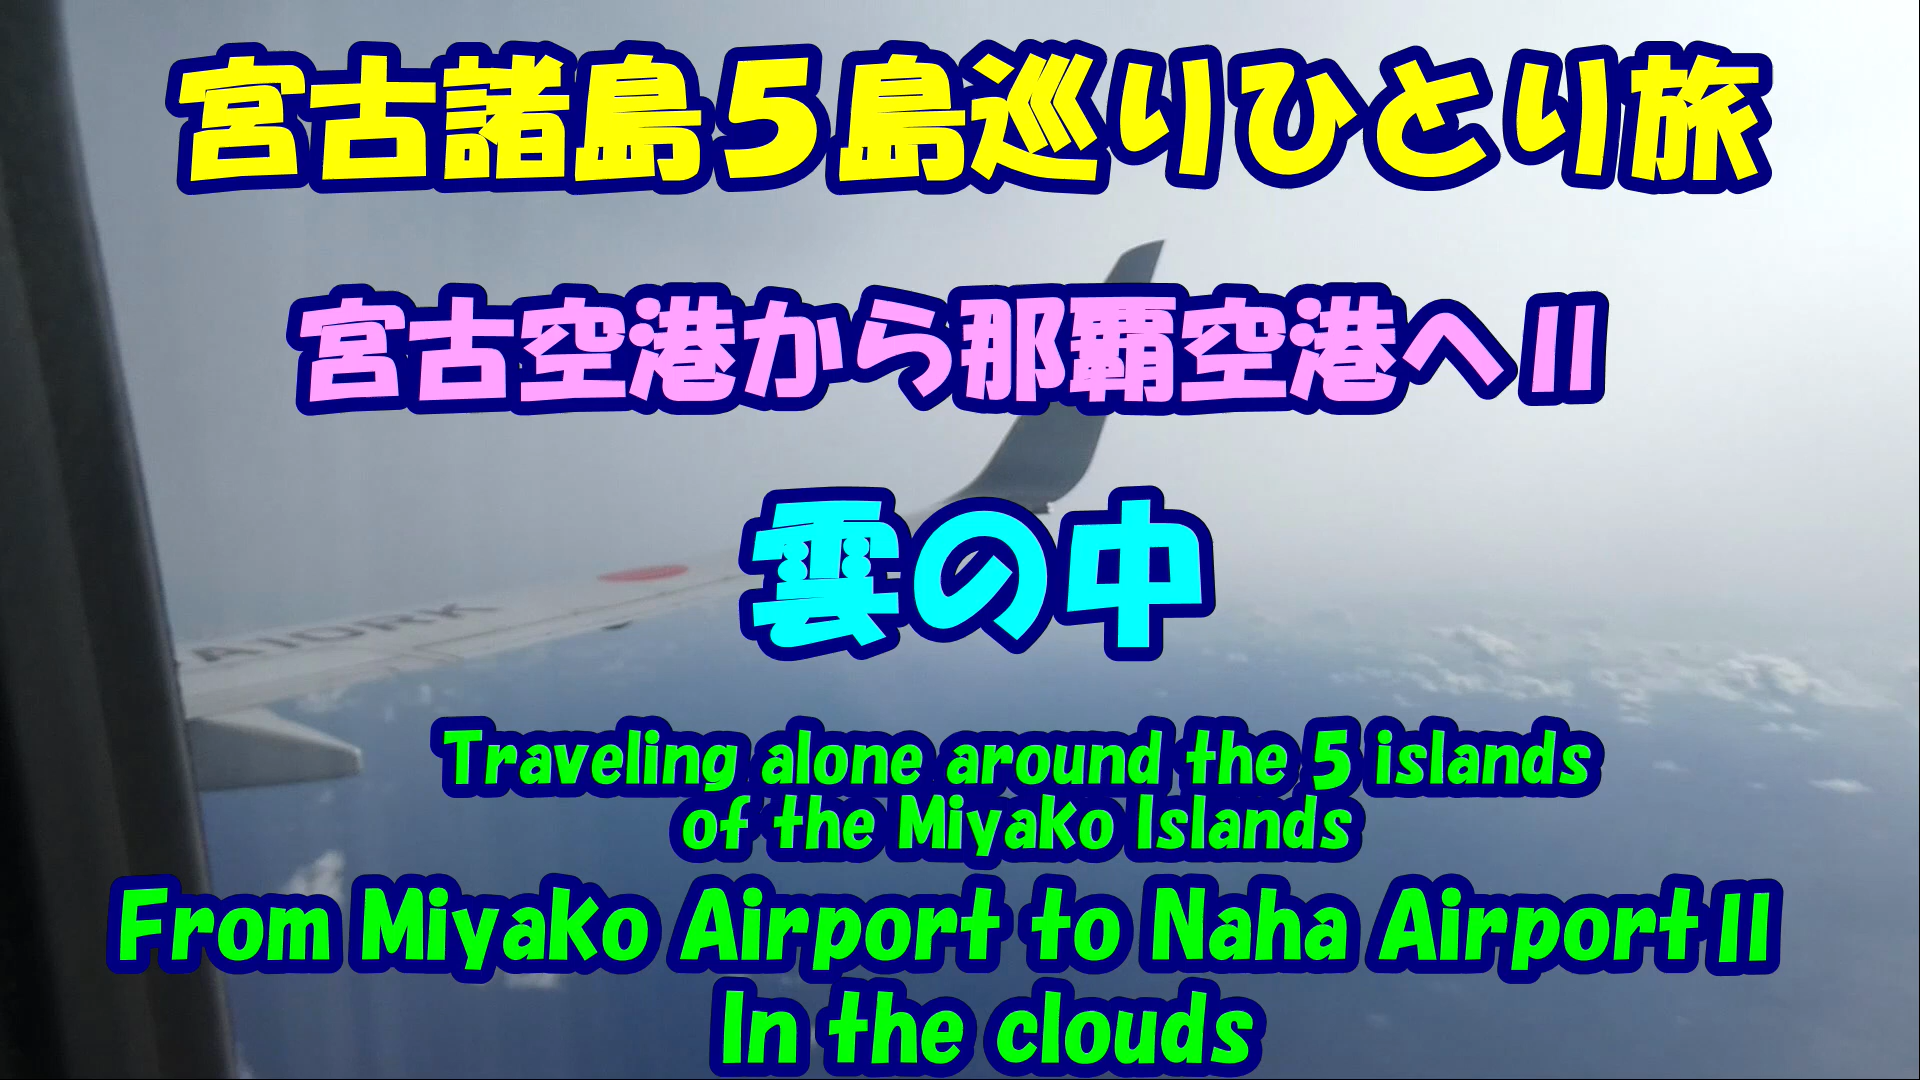 宮古諸島5島巡りひとり旅
宮古空港から那覇空港へⅡ
雲の中
JA10RK
Traveling alone around the 5 islands
of the Miyako Islands
From Miyako Airport to Naha AirportⅡ
In the clouds